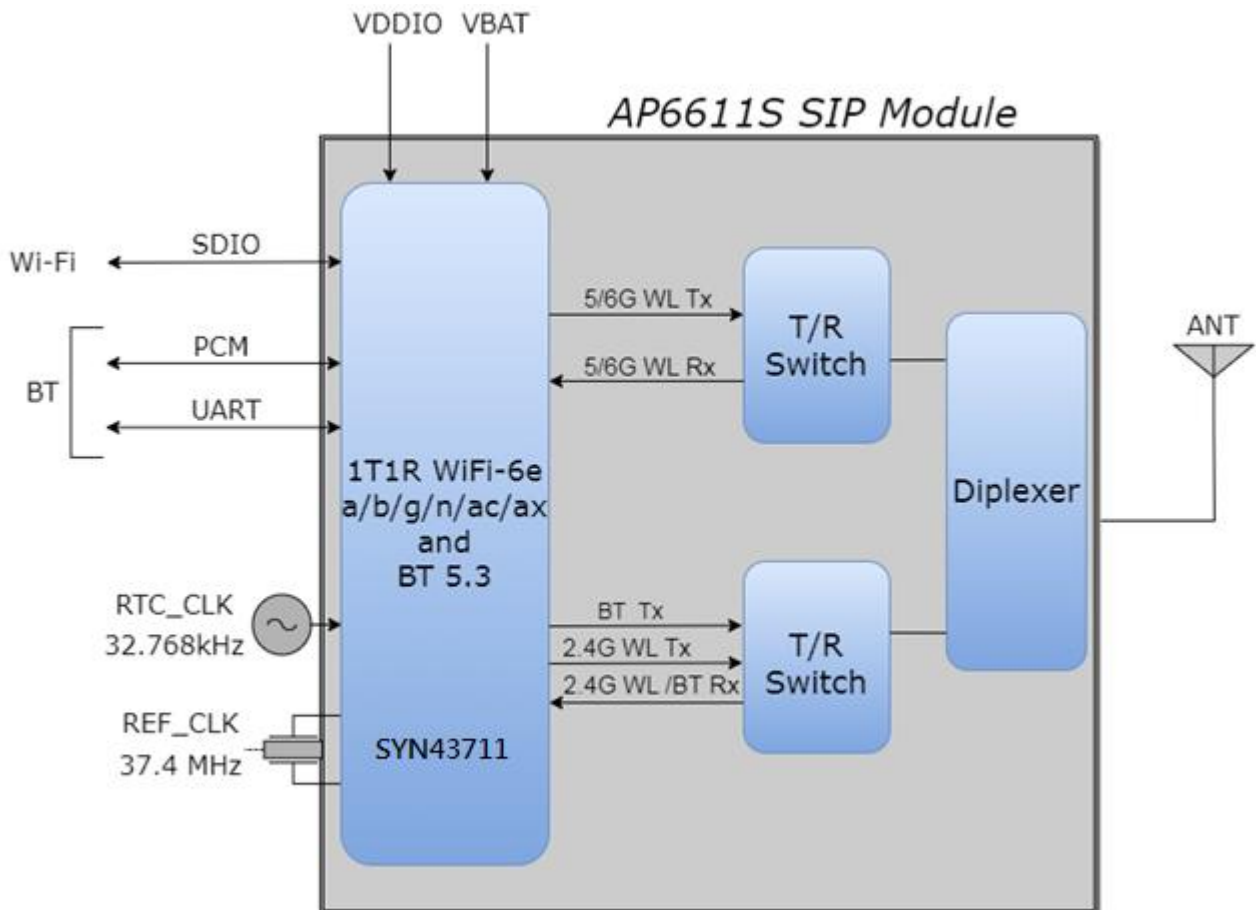 VDDIO VBAT
AP6611S SIP Module
Wi-Fi
SDIO
BT
PCM
UART
1T1R WiFi-6e
a/b/g/n/ac/ax
and
BT 5.3
SYN43711
RTC_CLK
32.768kHz
REF_CLK
37.4 MHz
5/6G WL Tx
5/6G WL Rx
T/R
Switch
BT Tx
2.4G WL Tx
2.4G WL /BT Rx
T/R
Switch
Diplexer
ANT